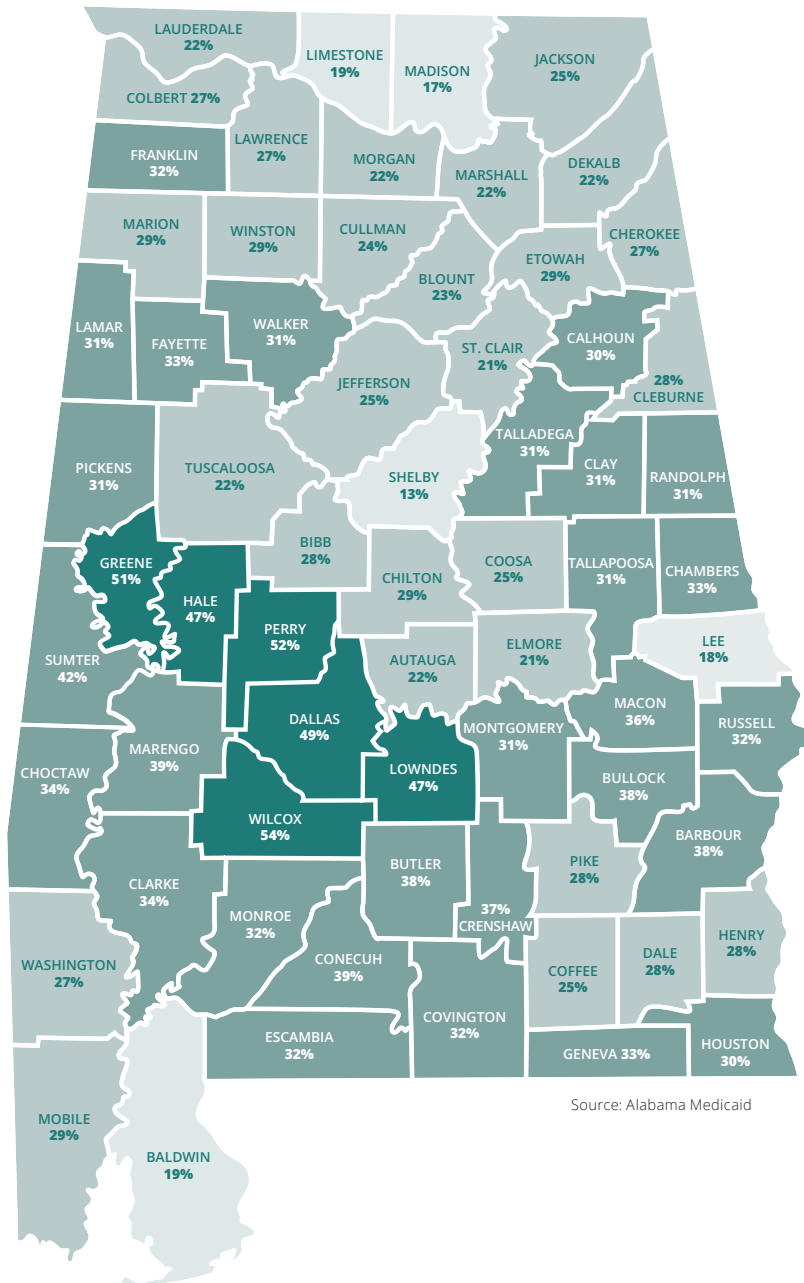 LAUDERDALE
22%
LIMESTONE
19%
MADISON
17%
JACKSON
25%
COLBERT 27%
FRANKLIN
32%
LAWRENCE
27%
MORGAN
22%
MARSHALL
22%
DEKALB
22%
MARION
29%
WINSTON
29%
CULLMAN
24%
BLOUNT
23%
ETOWAH
29%
CHEROKEE
27%
LAMAR
31%
FAYETTE
33%
WALKER
31%
JEFFERSON
25%
ST. CLAIR
21%
CALHOUN
30%
28%
CLEBURNE
PICKENS
31%
TUSCALOOSA
22%
SHELBY
13%
TALLADEGA
31%
CLAY
31%
RANDOLPH
31%
GREENE
51%
HALE
47%
BIBB
28%
CHILTON
29%
COOSA
25%
TALLAPOOSA
31%
CHAMBERS
33%
SUMTER
42%
PERRY
52%
AUTAUGA
22%
ELMORE
21%
LEE
18%
MARENGO
39%
DALLAS
49%
LOWNDES
47%
MONTGOMERY
31%
MACON
36%
RUSSELL
32%
CHOCTAW
34%
WILCOX
54%
BULLOCK
38%
CLARKE
34%
MONROE
32%
BUTLER
38%
37%
CRENSHAW
PIKE
28%
BARBOUR
38%
WASHINGTON
27%
CONECUH
39%
COFFEE
25%
DALE
28%
HENRY
28%
ESCAMBIA
32%
COVINGTON
32%
GENEVA 33%
HOUSTON
30%
MOBILE
29%
BALDWIN
19%
Source: Alabama Medicaid